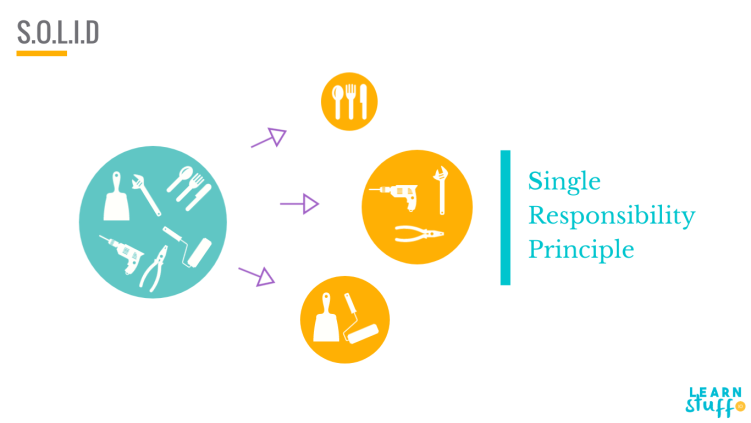 S.O.L.I.D
Single
Responsibility
Principle
LEARN
stuff